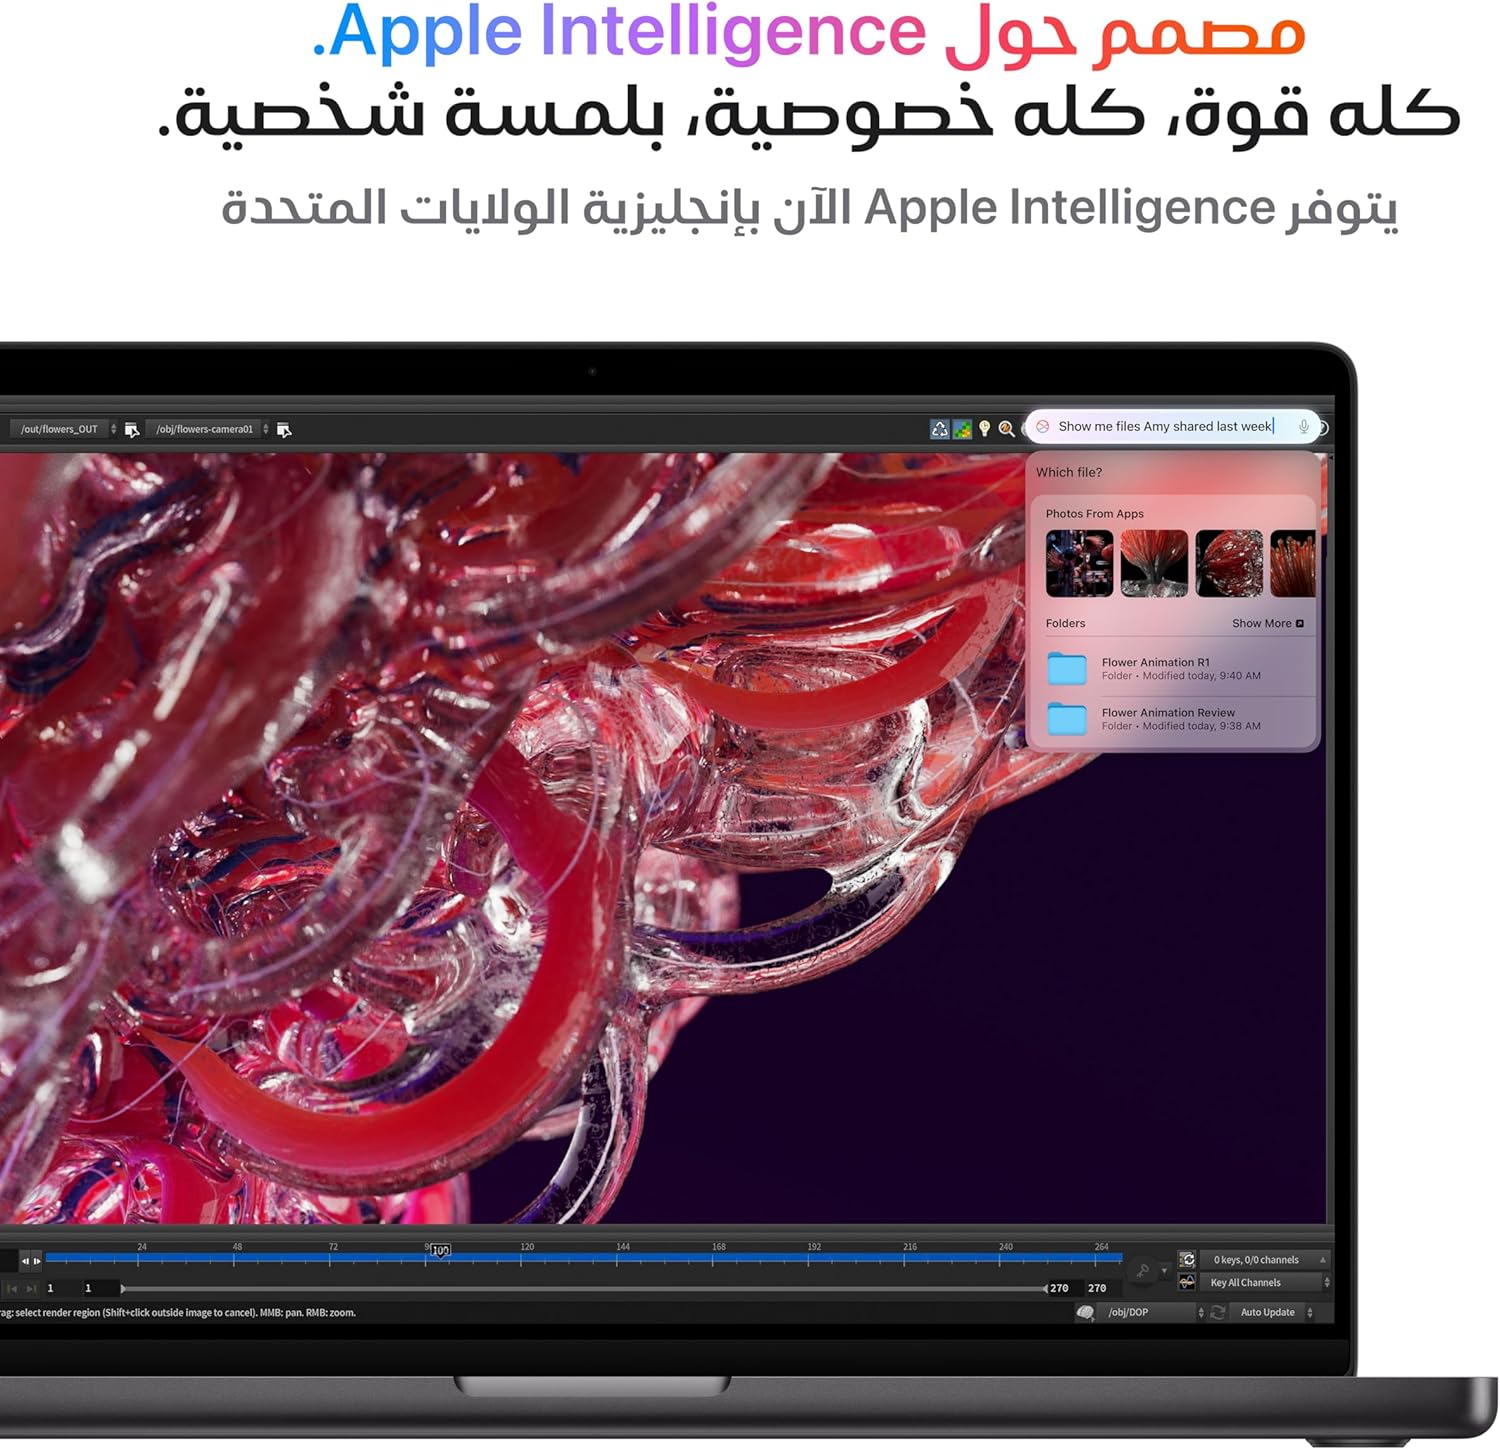 مصمم حول Apple Intelligence.
كله قوة، كله خصوصية، بلمسة شخصية.
يتوفر Apple Intelligence الآن بإنجليزية الولايات المتحدة
/out/flowers_OUT /obj/flowers-camera01
Show me files Amy shared last week
Which file?
Photos From Apps
Folders Show More
Flower Animation R1
Folder • Modified today, 9:40 AM
Flower Animation Review
Folder • Modified today, 9:38 AM
24 48 72 100 120 144 168 192 216 240 264
0 keys, 0/0 channels
1 1 270 270
Key All Channels
select render region (Shift+click outside image to cancel). MMB: pan. RMB: zoom.
/obj/DOP Auto Update